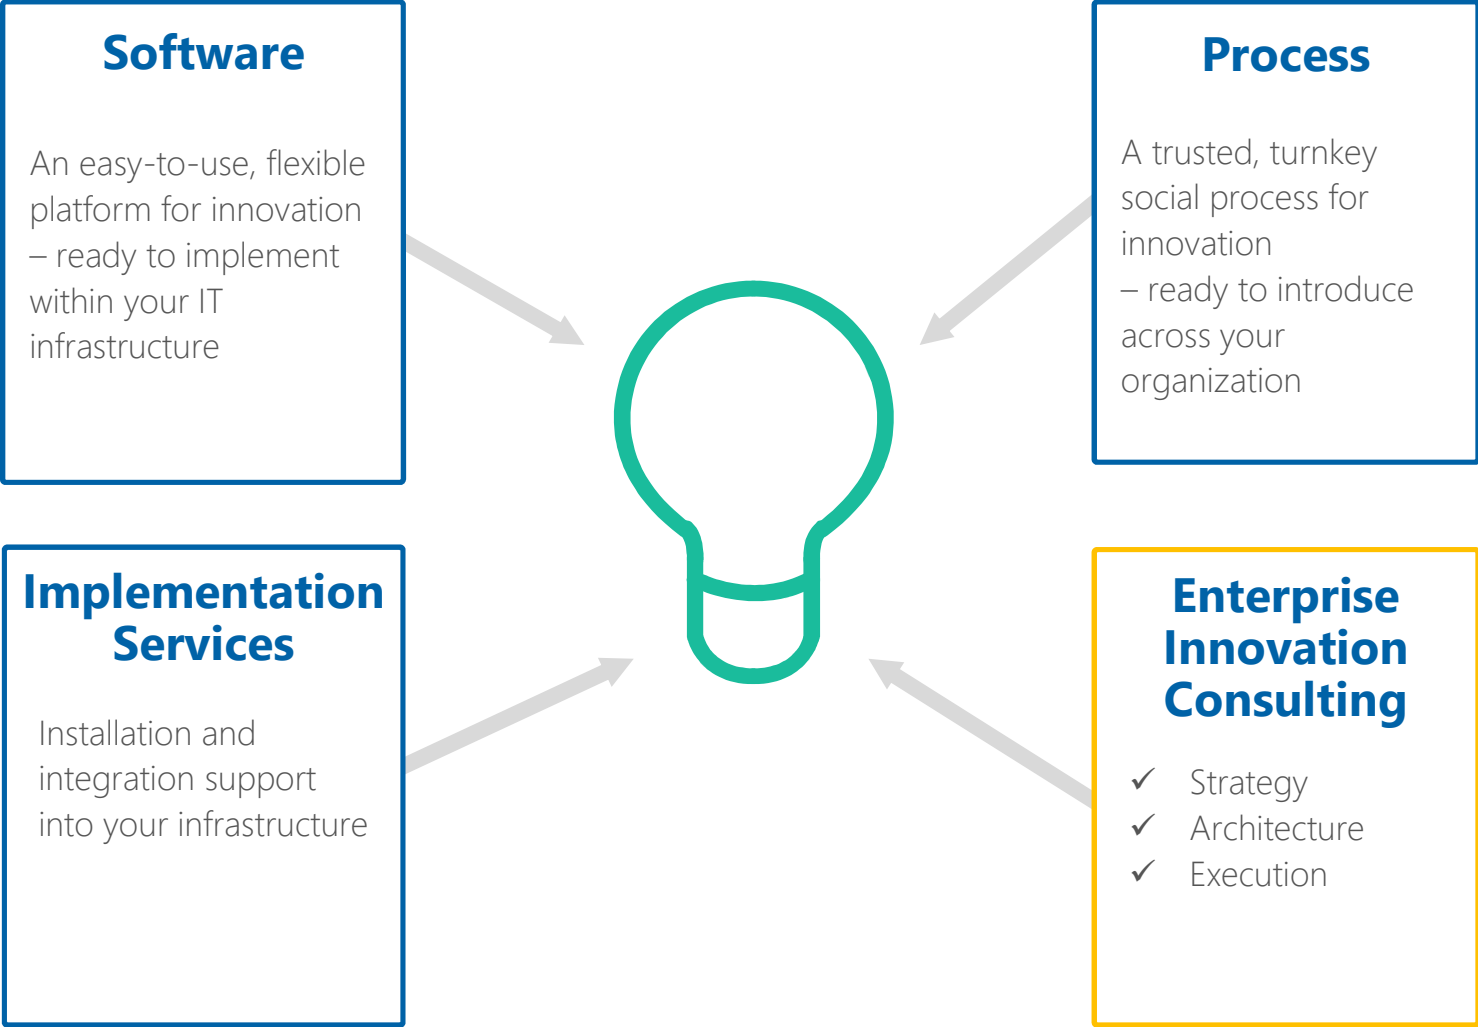 Software
An easy-to-use, flexible
platform for innovation
– ready to implement
within your IT
infrastructure
Process
A trusted, turnkey
social process for
innovation
– ready to introduce
across your
organization
Implementation
Services
Installation and
integration support
into your infrastructure
Enterprise
Innovation
Consulting
✓ Strategy
✓ Architecture
✓ Execution